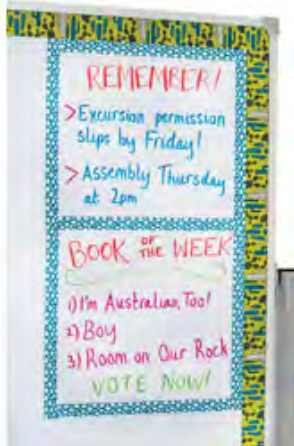 REMEMBER!
> Excursion permission
slips by Friday!
> Assembly Thursday
at 2pm
BOOK OF THE WEEK
1) I'm Australian, Too!
2) Boy
3) Room on Our Rock
VOTE NOW!